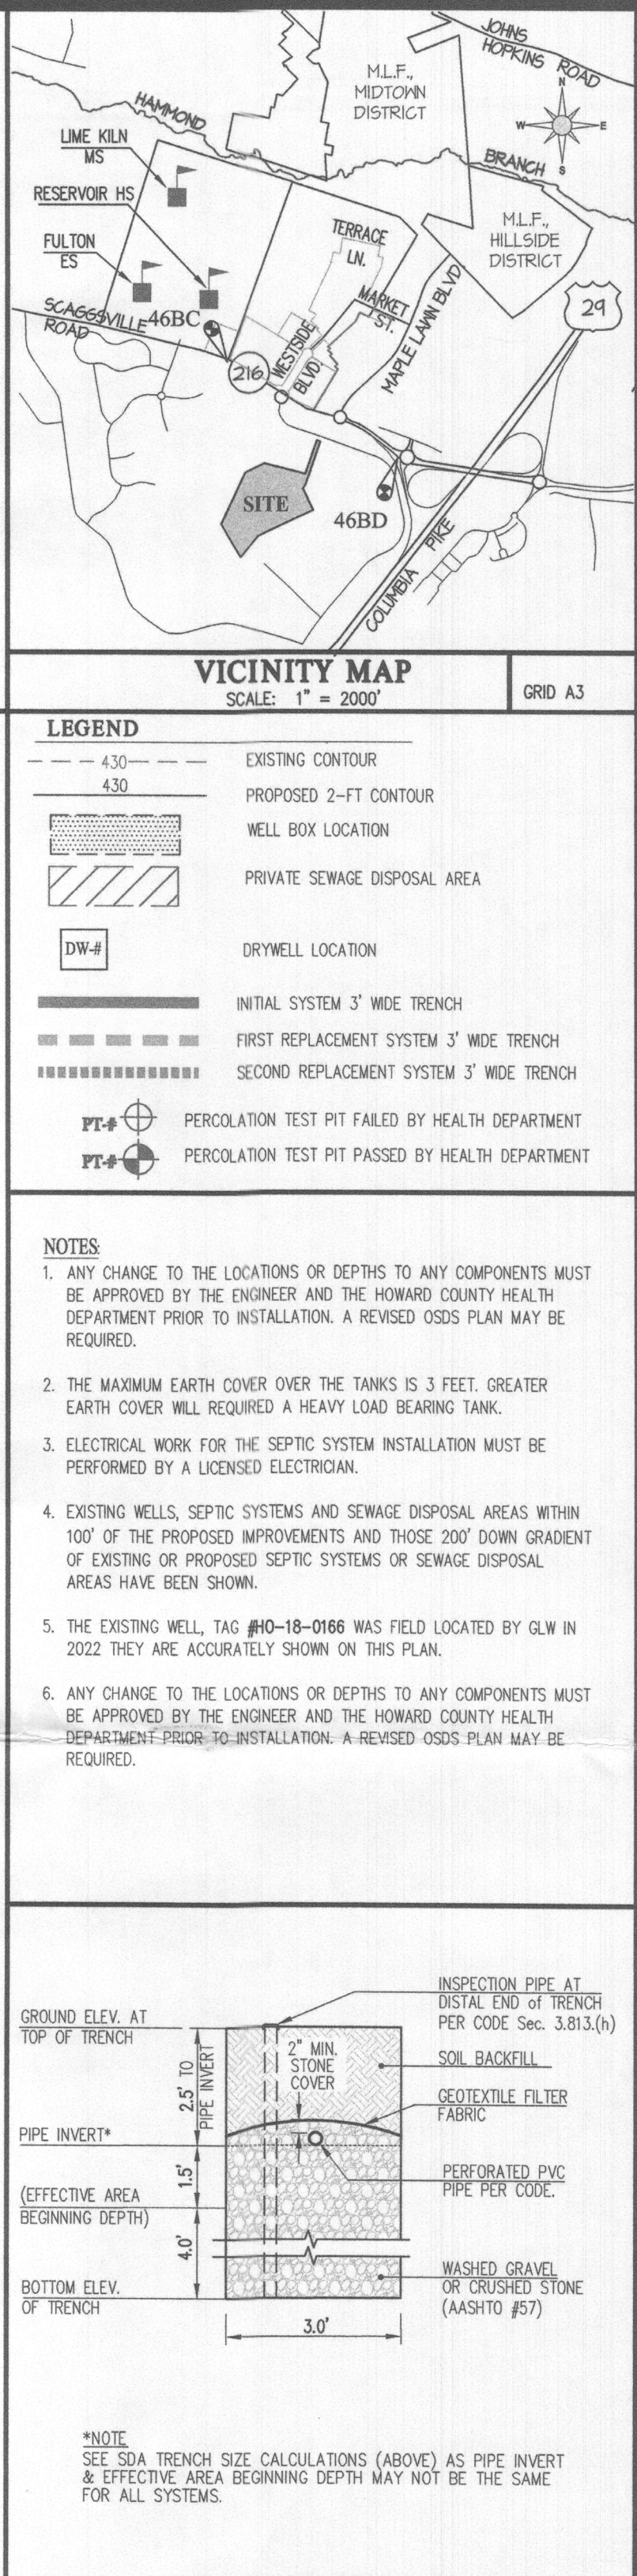 JOHNS
HOPKINS ROAD
M.L.F.,
MIDTOWN
DISTRICT
N
W
E
S
HAMMOND
BRANCH
LIME KILN
MS
RESERVOIR HS
FULTON
ES
M.L.F.,
HILLSIDE
DISTRICT
TERRACE
LN.
MARKET
ST.
MAPLE LAWN BLVD
29
SCAGGSVILLE
ROAD
46BC
216
WESTSIDE
BLVD
SITE
46BD
COLUMBIA PIKE
VICINITY MAP
SCALE: 1" = 2000'
GRID A3
LEGEND
430
EXISTING CONTOUR
430
PROPOSED 2-FT CONTOUR
WELL BOX LOCATION
PRIVATE SEWAGE DISPOSAL AREA
DW-#
DRYWELL LOCATION
INITIAL SYSTEM 3' WIDE TRENCH
FIRST REPLACEMENT SYSTEM 3' WIDE TRENCH
SECOND REPLACEMENT SYSTEM 3' WIDE TRENCH
PT-#
PERCOLATION TEST PIT FAILED BY HEALTH DEPARTMENT
PT-#
PERCOLATION TEST PIT PASSED BY HEALTH DEPARTMENT
NOTES:
1. ANY CHANGE TO THE LOCATIONS OR DEPTHS TO ANY COMPONENTS MUST
BE APPROVED BY THE ENGINEER AND THE HOWARD COUNTY HEALTH
DEPARTMENT PRIOR TO INSTALLATION. A REVISED OSDS PLAN MAY BE
REQUIRED.
2. THE MAXIMUM EARTH COVER OVER THE TANKS IS 3 FEET. GREATER
EARTH COVER WILL REQUIRED A HEAVY LOAD BEARING TANK.
3. ELECTRICAL WORK FOR THE SEPTIC SYSTEM INSTALLATION MUST BE
PERFORMED BY A LICENSED ELECTRICIAN.
4. EXISTING WELLS, SEPTIC SYSTEMS AND SEWAGE DISPOSAL AREAS WITHIN
100' OF THE PROPOSED IMPROVEMENTS AND THOSE 200' DOWN GRADIENT
OF EXISTING OR PROPOSED SEPTIC SYSTEMS OR SEWAGE DISPOSAL
AREAS HAVE BEEN SHOWN.
5. THE EXISTING WELL, TAG #HO-18-0166 WAS FIELD LOCATED BY GLW IN
2022 THEY ARE ACCURATELY SHOWN ON THIS PLAN.
6. ANY CHANGE TO THE LOCATIONS OR DEPTHS TO ANY COMPONENTS MUST
BE APPROVED BY THE ENGINEER AND THE HOWARD COUNTY HEALTH
DEPARTMENT PRIOR TO INSTALLATION. A REVISED OSDS PLAN MAY BE
REQUIRED.
INSPECTION PIPE AT
DISTAL END of TRENCH
PER CODE Sec. 3.813.(h)
GROUND ELEV. AT
TOP OF TRENCH
2.5' TO
PIPE INVERT
2" MIN.
STONE
COVER
SOIL BACKFILL
GEOTEXTILE FILTER
FABRIC
PIPE INVERT*
1.5'
PERFORATED PVC
PIPE PER CODE.
(EFFECTIVE AREA
BEGINNING DEPTH)
4.0'
WASHED GRAVEL
OR CRUSHED STONE
(AASHTO #57)
BOTTOM ELEV.
OF TRENCH
3.0'
*NOTE
SEE SDA TRENCH SIZE CALCULATIONS (ABOVE) AS PIPE INVERT
& EFFECTIVE AREA BEGINNING DEPTH MAY NOT BE THE SAME
FOR ALL SYSTEMS.